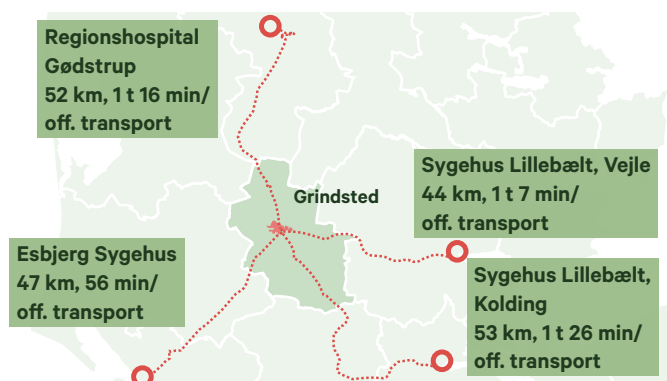 Regionshospital
Gødstrup
52 km, 1 t 16 min/
off. transport
Grindsted
Sygehus Lillebælt, Vejle
44 km, 1 t 7 min/
off. transport
Esbjerg Sygehus
47 km, 56 min/
off. transport
Sygehus Lillebælt,
Kolding
53 km, 1 t 26 min/
off. transport